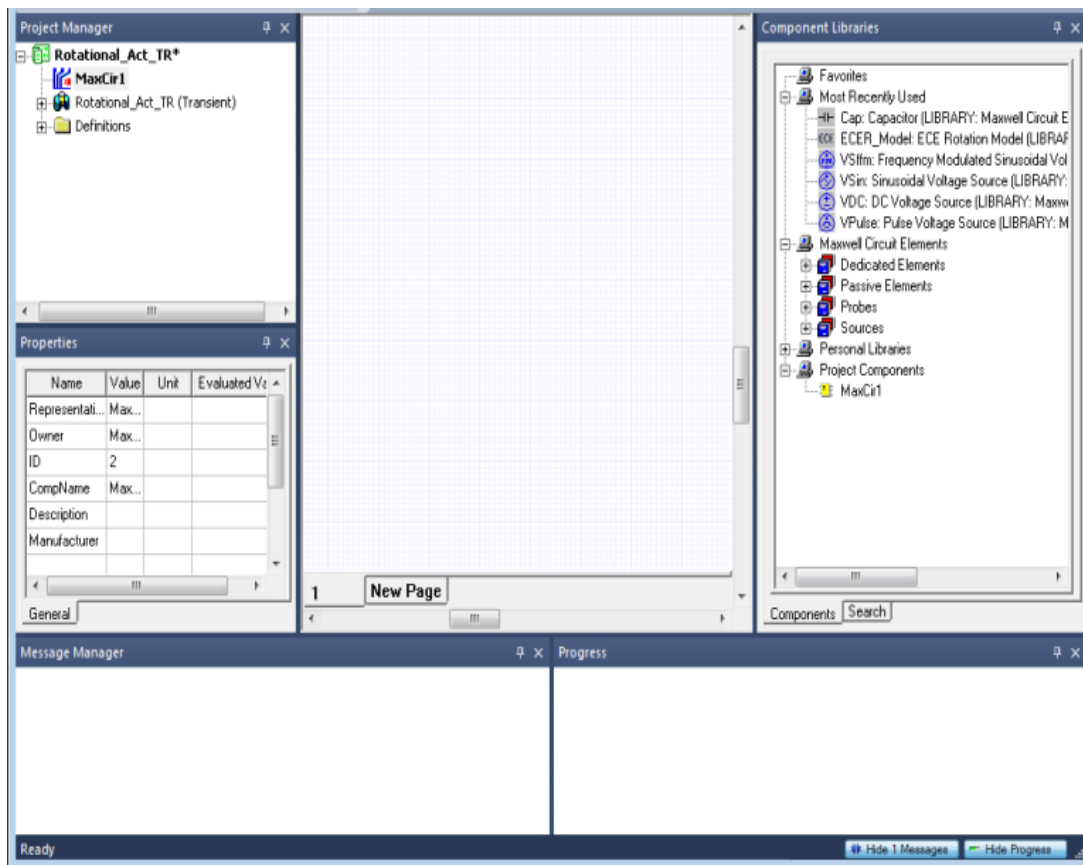 Project Manager
Rotational_Act_TR*
MaxCir1
Rotational_Act_TR (Transient)
Definitions
Properties
Name Value Unit Evaluated Va
Representati... Max...
Owner Max...
ID 2
CompName Max...
Description
Manufacturer
General
1 New Page
Component Libraries
Favorites
Most Recently Used
Cap: Capacitor (LIBRARY: Maxwell Circuit E
ECER_Model: ECE Rotation Model (LIBRAF
VSffm: Frequency Modulated Sinusoidal Vol
VSin: Sinusoidal Voltage Source (LIBRARY:
VDC: DC Voltage Source (LIBRARY: Maxw
VPulse: Pulse Voltage Source (LIBRARY: M
Maxwell Circuit Elements
Dedicated Elements
Passive Elements
Probes
Sources
Personal Libraries
Project Components
MaxCir1
Components Search
Message Manager
Progress
Ready Hide 1 Messages Hide Progress